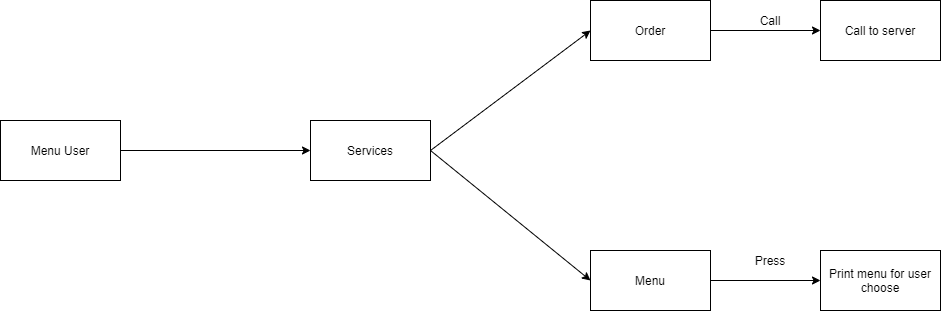 Order
Call
Call to server
Menu User
Services
Menu
Press
Print menu for user
choose